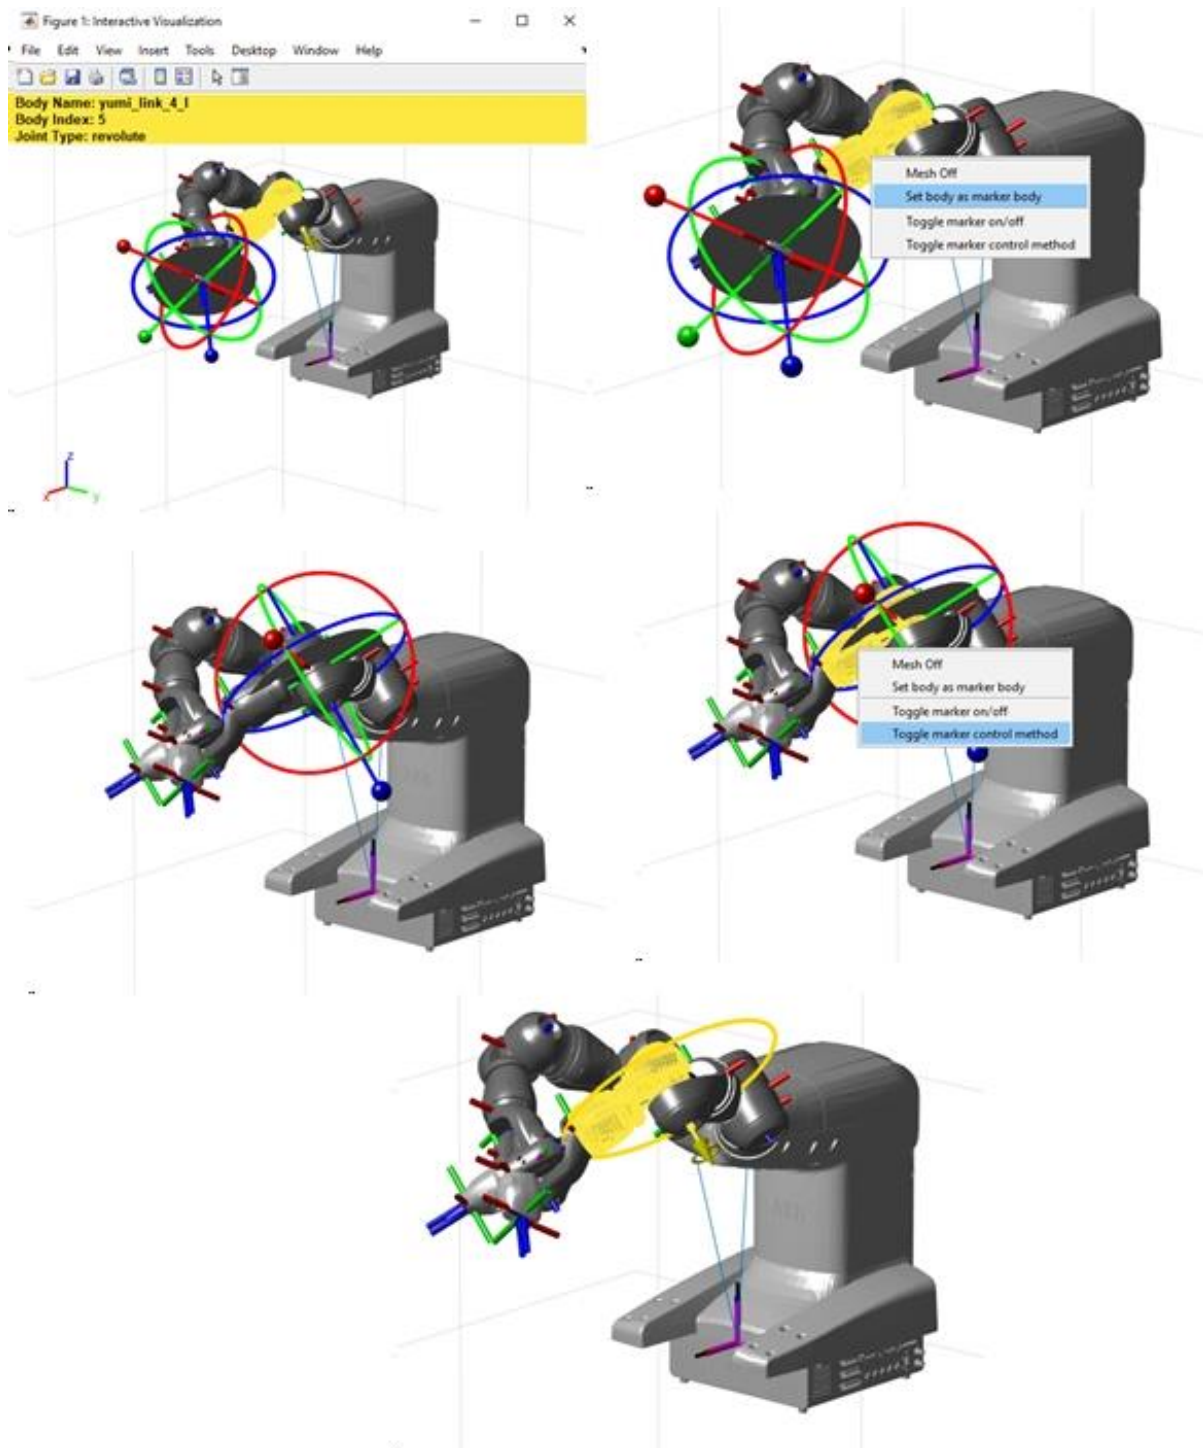 Figure 1: Interactive Visualization
File Edit View Insert Tools Desktop Window Help
Body Name: yumi_link_4_l
Body Index: 5
Joint Type: revolute
Z
X
y
Mesh Off
Set body as marker body
Toggle marker on/off
Toggle marker control method
Mesh Off
Set body as marker body
Toggle marker on/off
Toggle marker control method